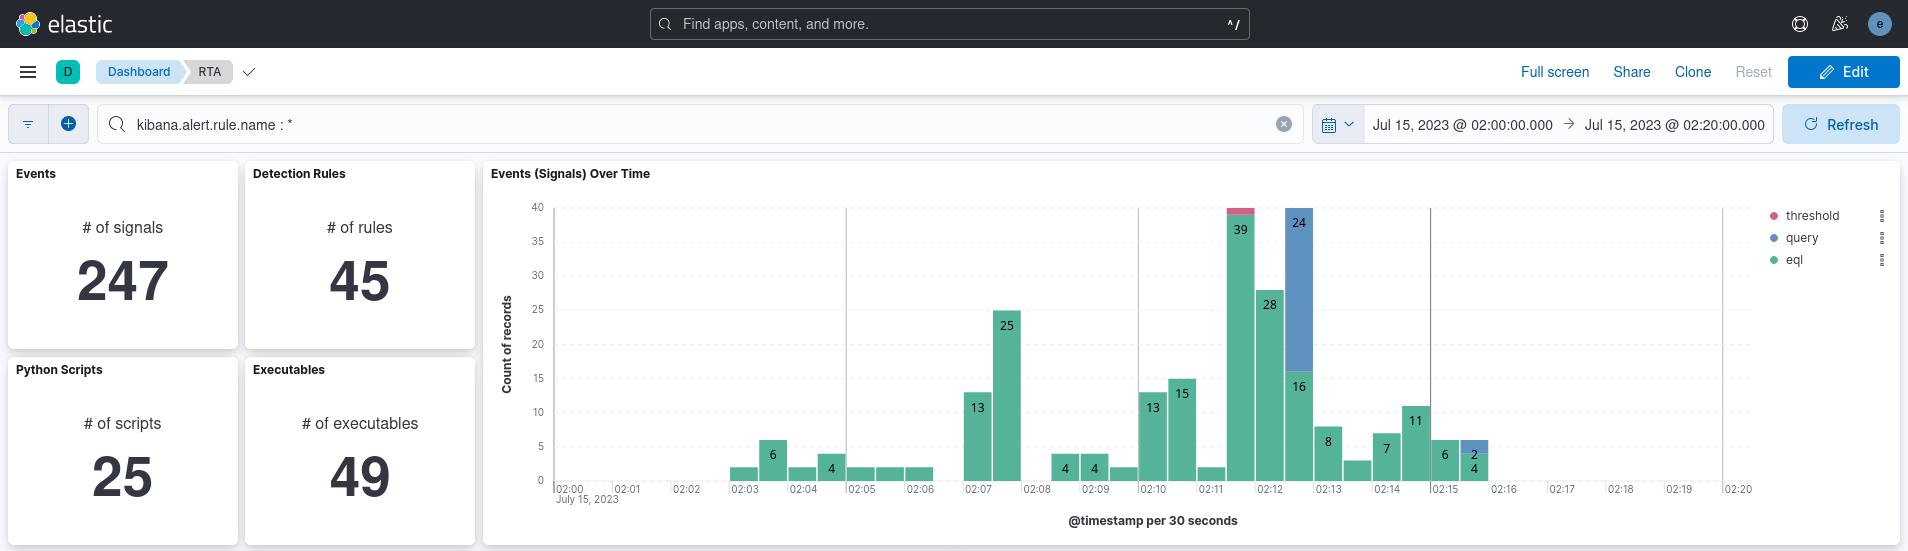 elastic
Find apps, content, and more. ^/
e
D Dashboard RTA Full screen Share Clone Reset Edit
kibana.alert.rule.name : * Jul 15, 2023 @ 02:00:00.000 → Jul 15, 2023 @ 02:20:00.000 Refresh
Events
# of signals
247
Detection Rules
# of rules
45
Python Scripts
# of scripts
25
Executables
# of executables
49
Events (Signals) Over Time
Count of records
40
35
30
25
20
15
10
5
0
6
4
13
25
4
4
13
15
39
28
24
16
8
7
11
6
2
4
02:00 02:01 02:02 02:03 02:04 02:05 02:06 02:07 02:08 02:09 02:10 02:11 02:12 02:13 02:14 02:15 02:16 02:17 02:18 02:19 02:20
July 15, 2023
@timestamp per 30 seconds
threshold
query
eql